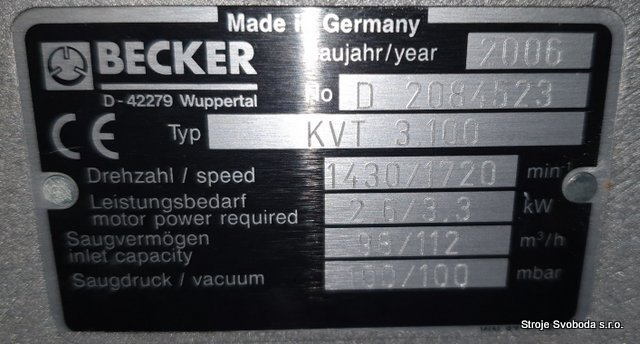 Made in Germany
BECKER
Baujahr/year 2006
D-42279 Wuppertal
No D 2084523
CE Typ KVT 3.100
Drehzahl / speed 1430/1720 min-1
Leistungsbedarf
motor power required 2.6/3.3 kW
Saugvermögen
inlet capacity 98/112 m³/h
Saugdruck / vacuum 100/100 mbar
Stroje Svoboda s.r.o.